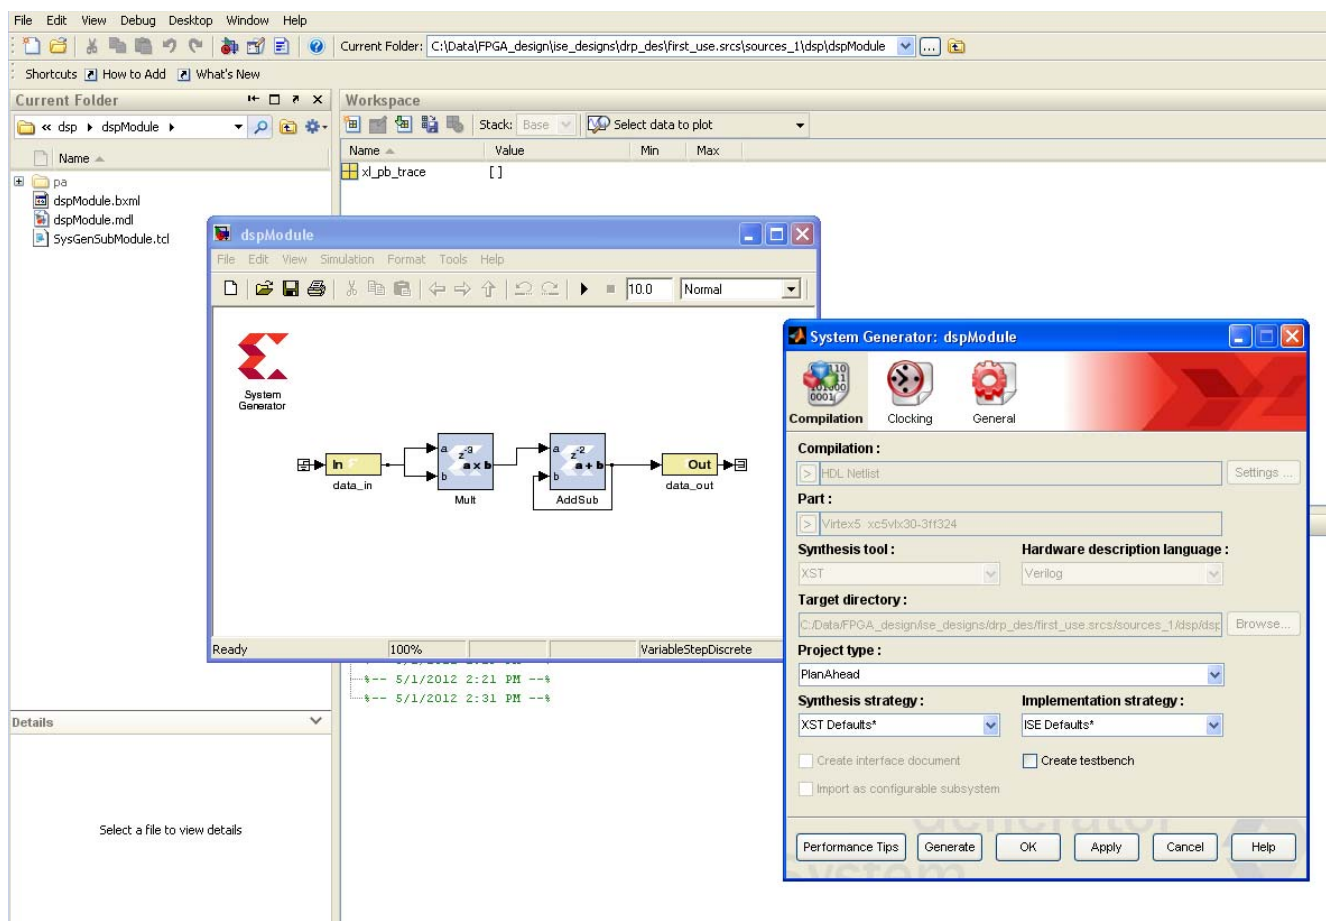 File Edit View Debug Desktop Window Help
Current Folder: C:\Data\FPGA_design\ise_designs\drp_des\first_use.srcs\sources_1\dsp\dspModule
Shortcuts How to Add What's New
Current Folder
« dsp dspModule
Name
pa
dspModule.bxml
dspModule.mdl
SysGenSubModule.tcl
Workspace
Stack: Base Select data to plot
Name Value Min Max
xl_pb_trace []
dspModule
File Edit View Simulation Format Tools Help
10.0 Normal
System
Generator
In
data_in
a
b
z-3
a x b
Mult
a
b
z-2
a + b
AddSub
Out
data_out
Ready 100% VariableStepDiscrete
%-- 5/1/2012 2:21 PM --%
%-- 5/1/2012 2:31 PM --%
Details
Select a file to view details
System Generator: dspModule
Compilation Clocking General
Compilation :
> HDL Netlist Settings ...
Part :
> Virtex5 xc5vlx30-3ff324
Synthesis tool : Hardware description language :
XST Verilog
Target directory :
C:/Data/FPGA_design/ise_designs/drp_des/first_use.srcs/sources_1/dsp/dsp Browse...
Project type :
PlanAhead
Synthesis strategy : Implementation strategy :
XST Defaults* ISE Defaults*
Create interface document Create testbench
Import as configurable subsystem
Performance Tips Generate OK Apply Cancel Help
System Generator